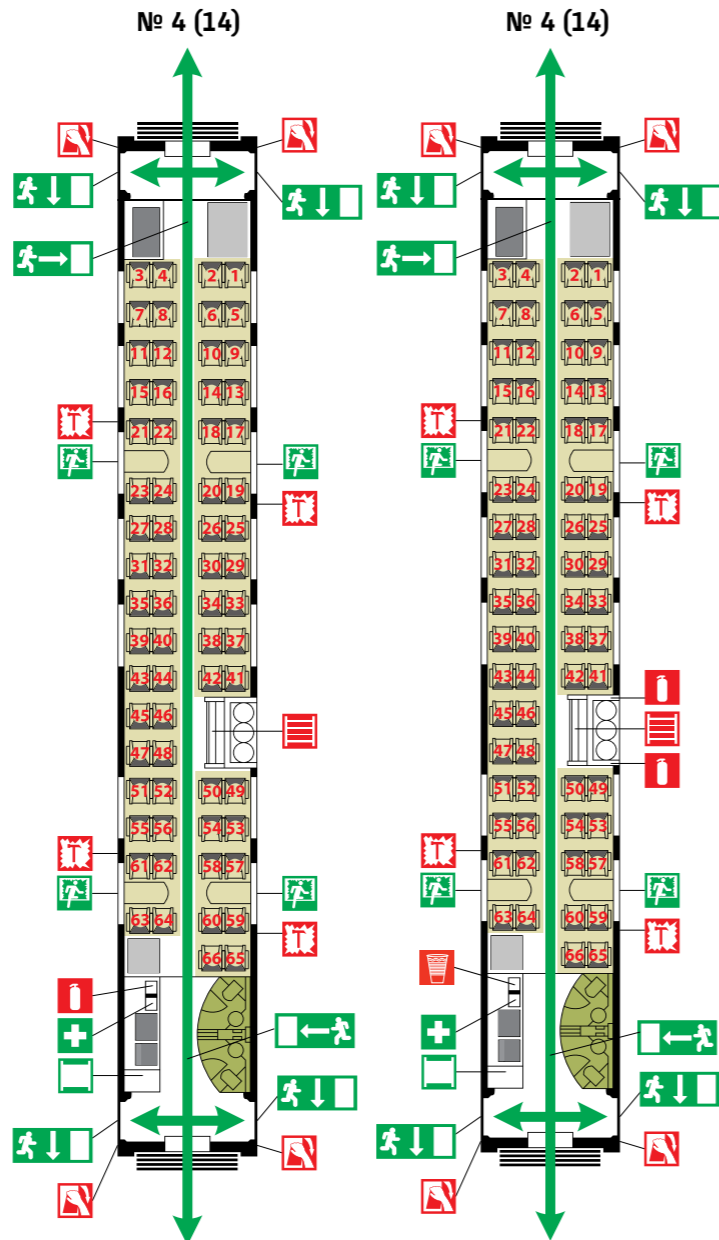 № 4 (14)
3 4 2 1
7 8 6 5
11 12 10 9
15 16 14 13
T
21 22 18 17
23 24 20 19
T
27 28 26 25
31 32 30 29
35 36 34 33
39 40 38 37
43 44 42 41
45 46
47 48
51 52 50 49
55 56 54 53
T
61 62 58 57
63 64 60 59
T
66 65
№ 4 (14)
3 4 2 1
7 8 6 5
11 12 10 9
15 16 14 13
T
21 22 18 17
23 24 20 19
T
27 28 26 25
31 32 30 29
35 36 34 33
39 40 38 37
43 44 42 41
45 46
47 48
51 52 50 49
55 56 54 53
T
61 62 58 57
63 64 60 59
T
66 65